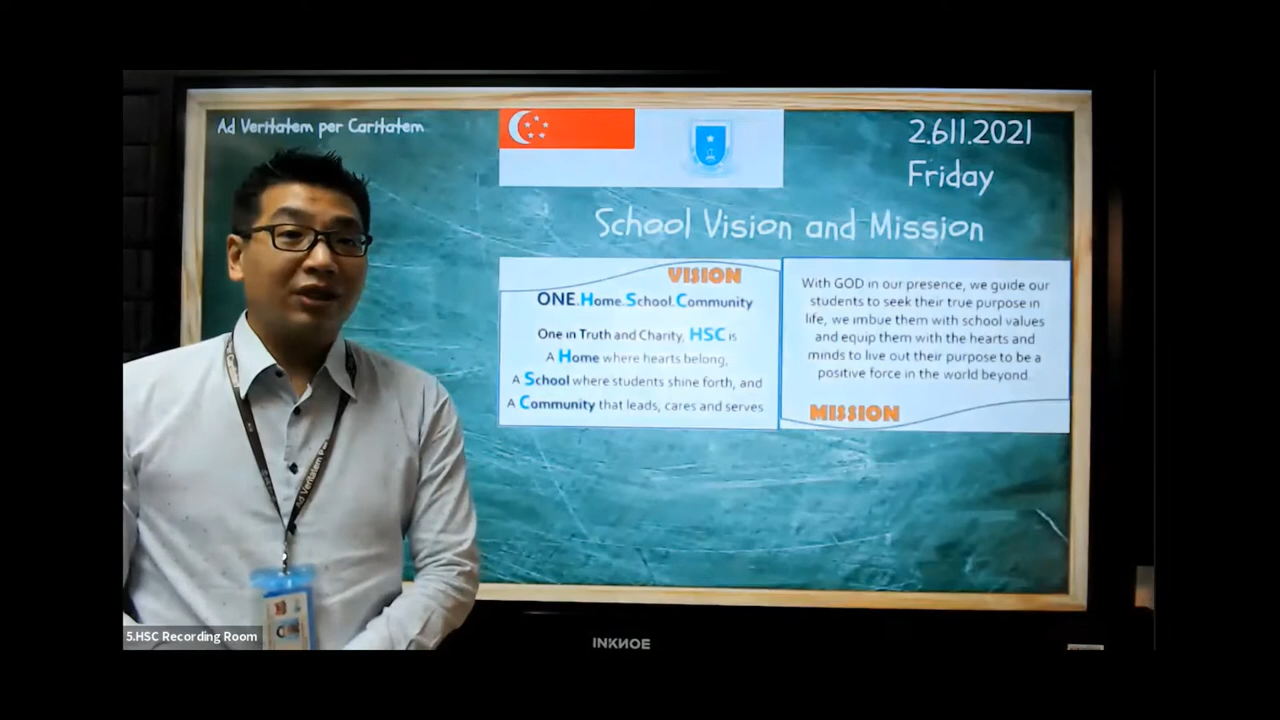 Ad Veritatem per Caritatem
2.611.2021
Friday
School Vision and Mission
VISION
ONE.Home.School.Community
One in Truth and Charity, HSC is
A Home where hearts belong,
A School where students shine forth, and
A Community that leads, cares and serves
With GOD in our presence, we guide our
students to seek their true purpose in
life, we imbue them with school values
and equip them with the hearts and
minds to live out their purpose to be a
positive force in the world beyond.
MISSION
Ad Veritatem
5.HSC Recording Room
INKNOE